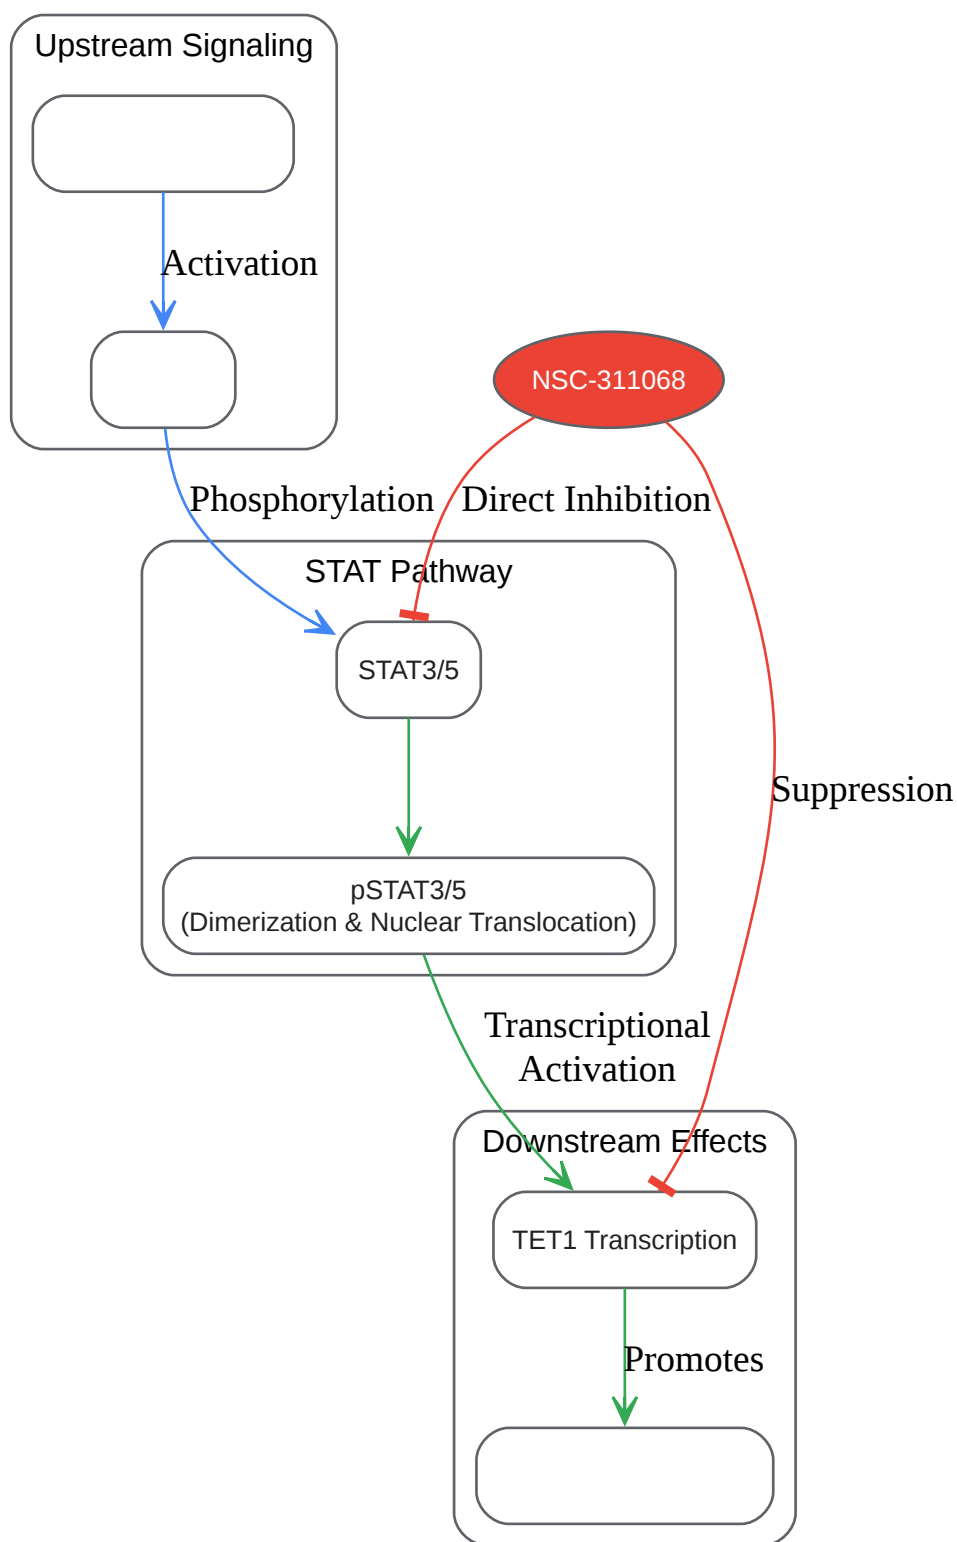 Upstream Signaling
Activation
NSC-311068
Phosphorylation
Direct Inhibition
STAT Pathway
STAT3/5
Suppression
pSTAT3/5
(Dimerization & Nuclear Translocation)
Transcriptional
Activation
Downstream Effects
TET1 Transcription
Promotes